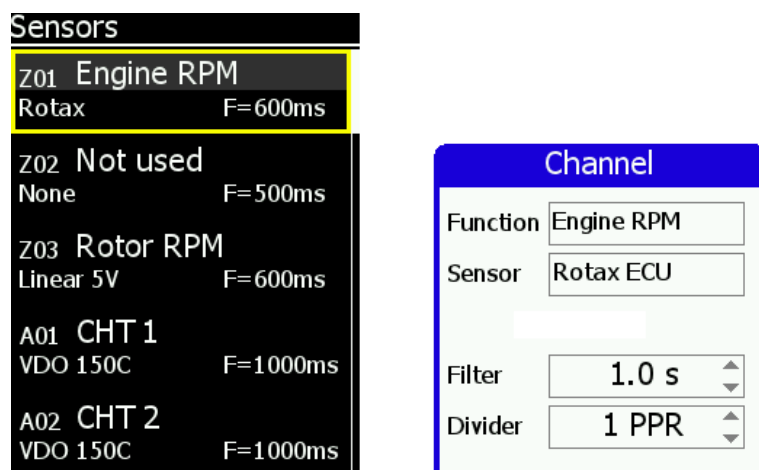 Sensors
Z01 Engine RPM
Rotax F=600ms
Z02 Not used
None F=500ms
Z03 Rotor RPM
Linear 5V F=600ms
A01 CHT 1
VDO 150C F=1000ms
A02 CHT 2
VDO 150C F=1000ms
Channel
Function Engine RPM
Sensor Rotax ECU
Filter 1.0 s
Divider 1 PPR